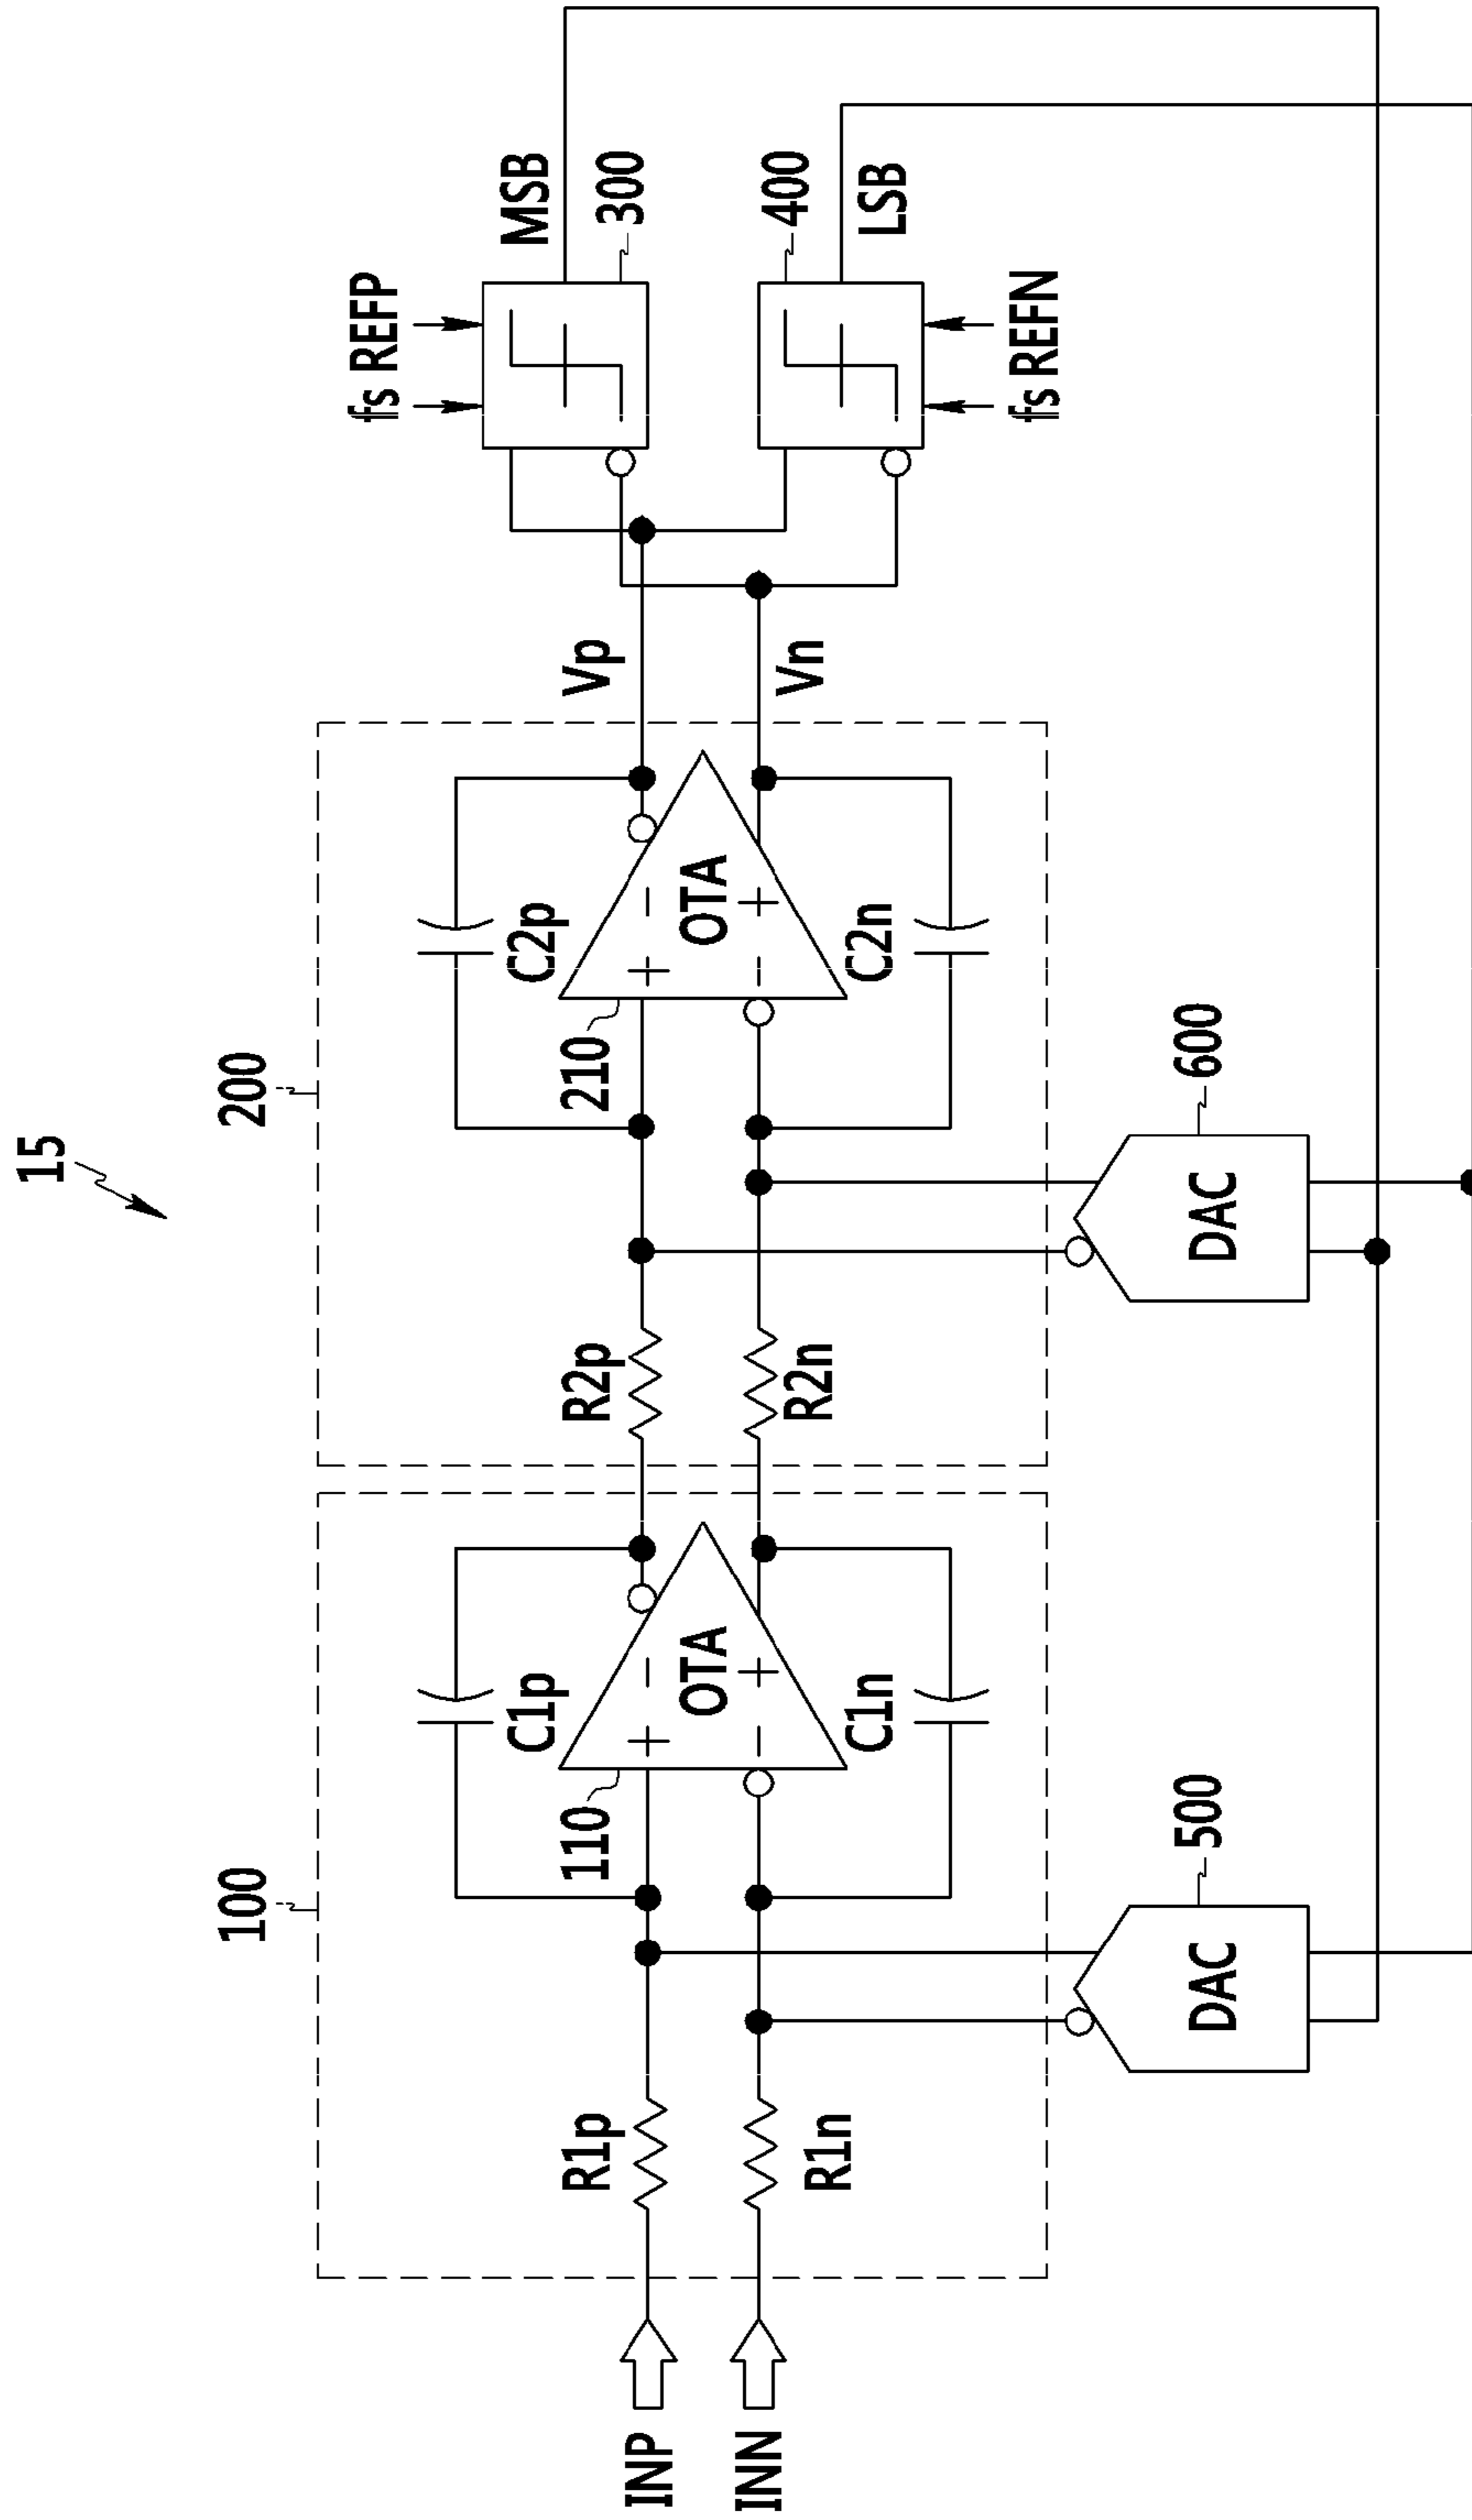 15
100
200
INP
INN
R1p
R1n
110
C1p
OTA
+
-
-
+
C1n
R2p
R2n
210
C2p
OTA
+
-
-
+
C2n
Vp
Vn
fs REFP
MSB
300
400
LSB
fs REFN
DAC
500
DAC
600